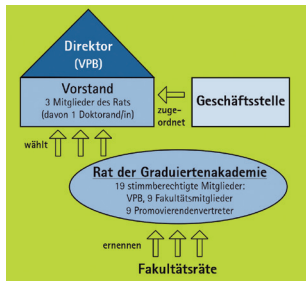 Direktor
(VPB)
Vorstand
3 Mitglieder des Rats
(davon 1 Doktorand/in)
zuge-
ordnet
Geschäftsstelle
wählt
Rat der Graduiertenakademie
19 stimmberechtigte Mitglieder:
VPB, 9 Fakultätsmitglieder
9 Promovierendenvertreter
ernennen
Fakultätsräte